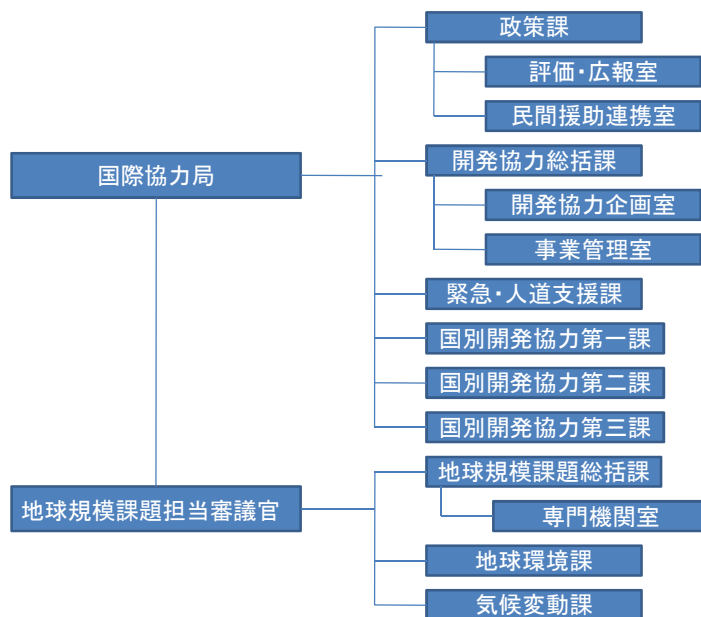 政策課
評価・広報室
民間援助連携室
国際協力局
開発協力総括課
開発協力企画室
事業管理室
緊急・人道支援課
国別開発協力第一課
国別開発協力第二課
国別開発協力第三課
地球規模課題担当審議官
地球規模課題総括課
専門機関室
地球環境課
気候変動課